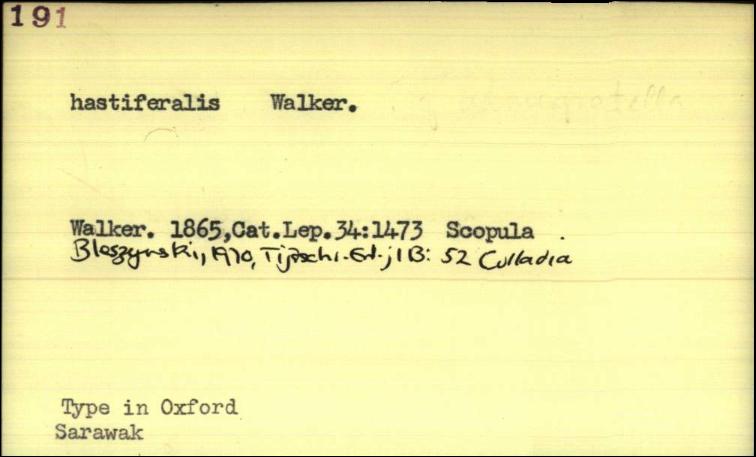 191
hastiferalis Walker.
Walker. 1865,Cat.Lep.34:1473 Scopula .
Bleszynski, 1970, Tijdschr. Ent. 113: 52 Culladia
Type in Oxford
Sarawak